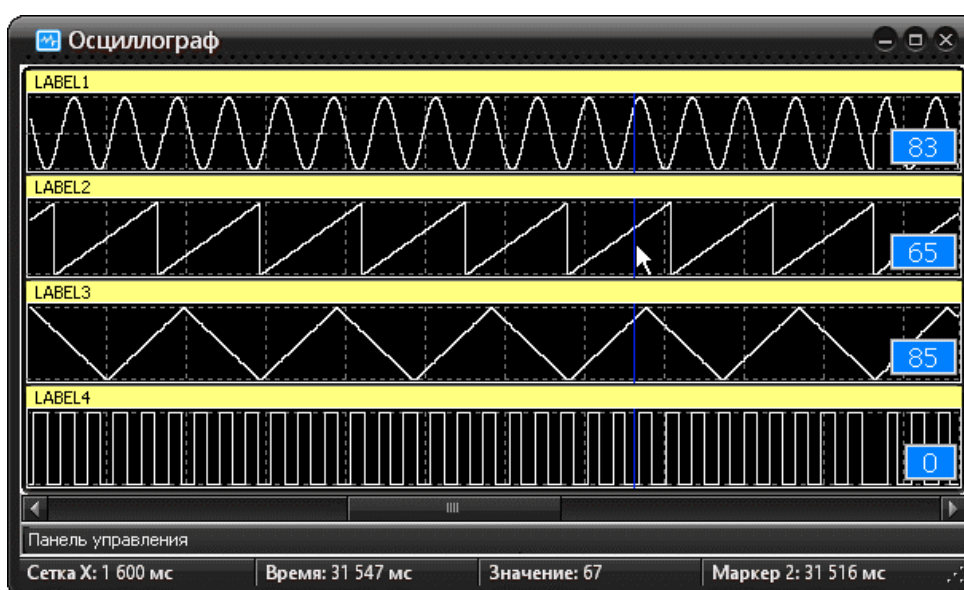 Осциллограф
LABEL1
83
LABEL2
65
LABEL3
85
LABEL4
0
Панель управления
Сетка X: 1 600 мс Время: 31 547 мс Значение: 67 Маркер 2: 31 516 мс